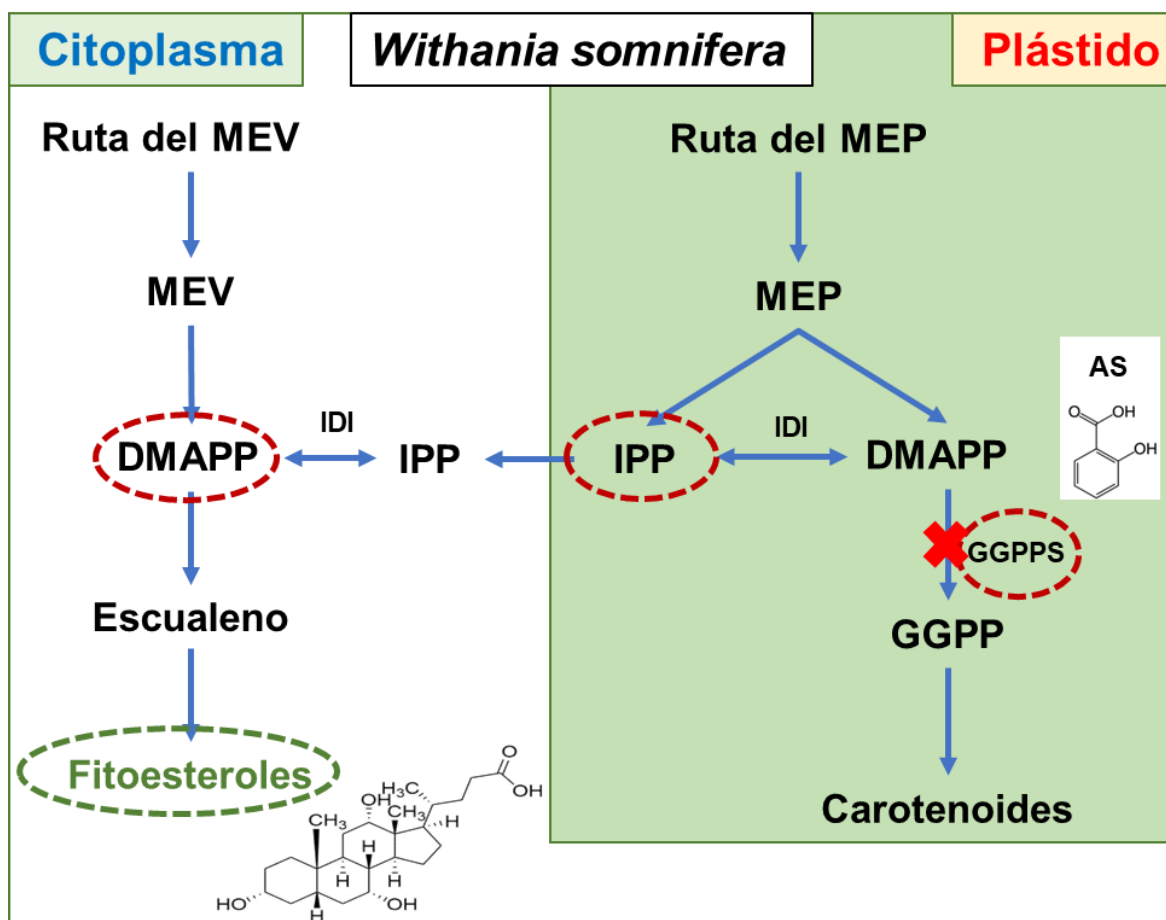 Citoplasma
Withania somnifera
Plástido
Ruta del MEV
Ruta del MEP
MEV
MEP
AS
O
OH
OH
DMAPP
IDI
IPP
IPP
IDI
DMAPP
GGPPS
Escualeno
GGPP
Fitoesteroles
Carotenoides
O
H₃C
OH
OH
CH₃
CH₃
H
H
H
H
HO
H
OH